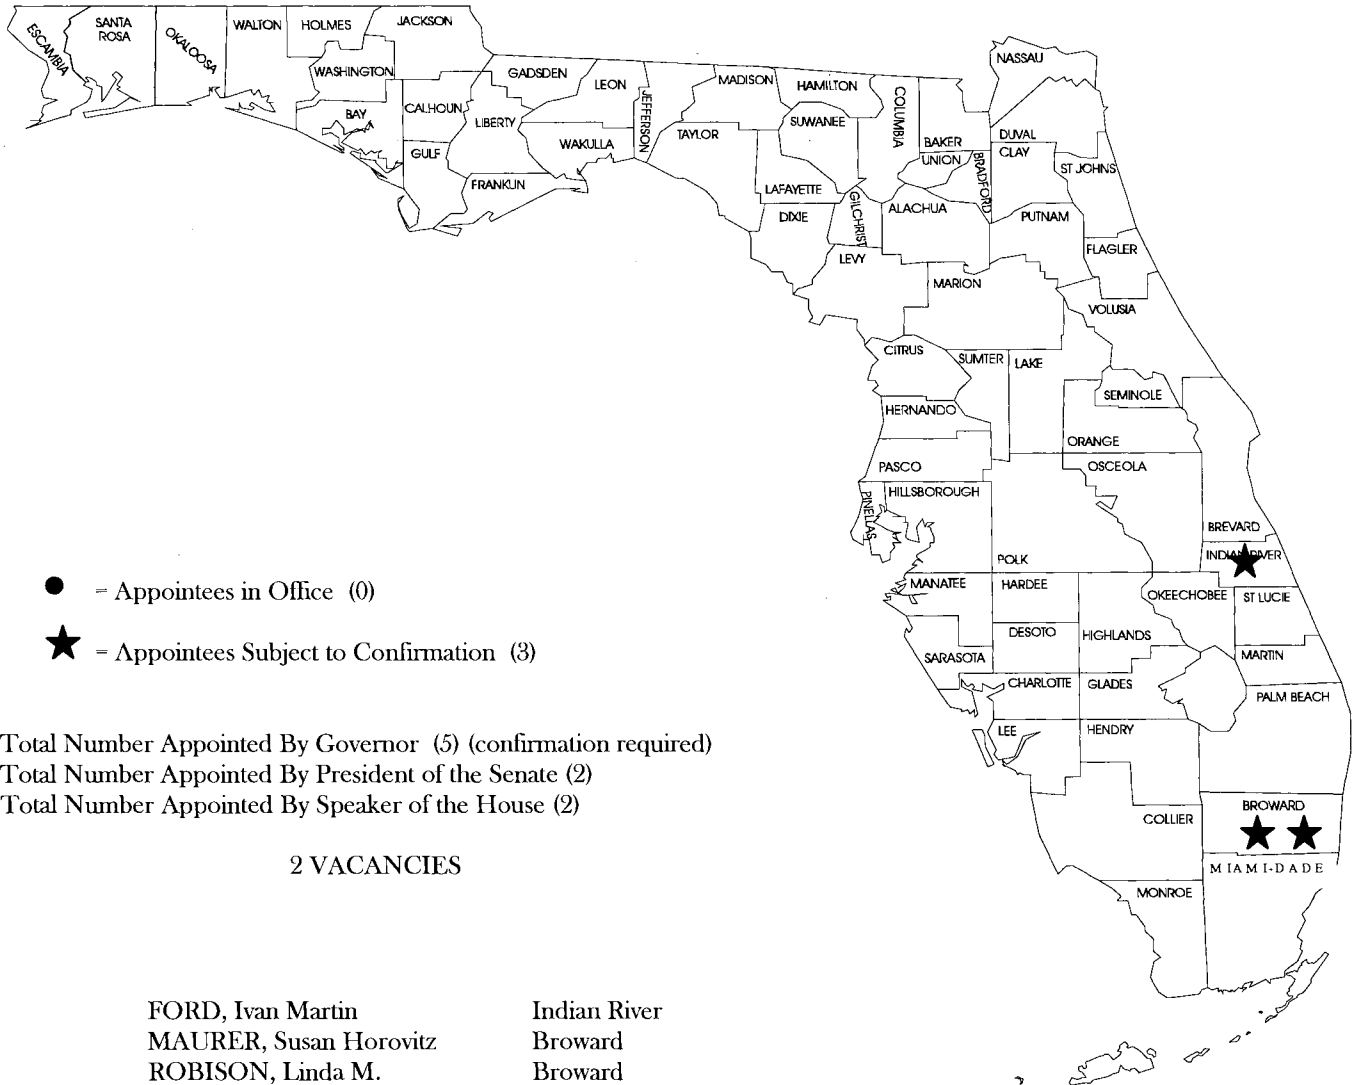 ESCAMBIA
SANTA
ROSA
OKALOOSA
WALTON
HOLMES
JACKSON
WASHINGTON
BAY
CALHOUN
GULF
GADSDEN
LIBERTY
FRANKLIN
LEON
WAKULLA
JEFFERSON
MADISON
TAYLOR
HAMILTON
SUWANEE
LAFAYETTE
DIXIE
COLUMBIA
GILCHRIST
LEVY
BAKER
UNION
BRADFORD
ALACHUA
NASSAU
DUVAL
CLAY
ST JOHNS
PUTNAM
FLAGLER
MARION
VOLUSIA
CITRUS
SUMTER
LAKE
SEMINOLE
HERNANDO
ORANGE
PASCO
OSCEOLA
PINELLAS
HILLSBOROUGH
POLK
BREVARD
INDIAN RIVER
MANATEE
HARDEE
OKEECHOBEE
ST LUCIE
DESOTO
HIGHLANDS
SARASOTA
MARTIN
CHARLOTTE
GLADES
PALM BEACH
LEE
HENDRY
COLLIER
BROWARD
MIAMI-DADE
MONROE
= Appointees in Office (0)
= Appointees Subject to Confirmation (3)
Total Number Appointed By Governor (5) (confirmation required)
Total Number Appointed By President of the Senate (2)
Total Number Appointed By Speaker of the House (2)
2 VACANCIES
FORD, Ivan Martin Indian River
MAURER, Susan Horovitz Broward
ROBISON, Linda M. Broward